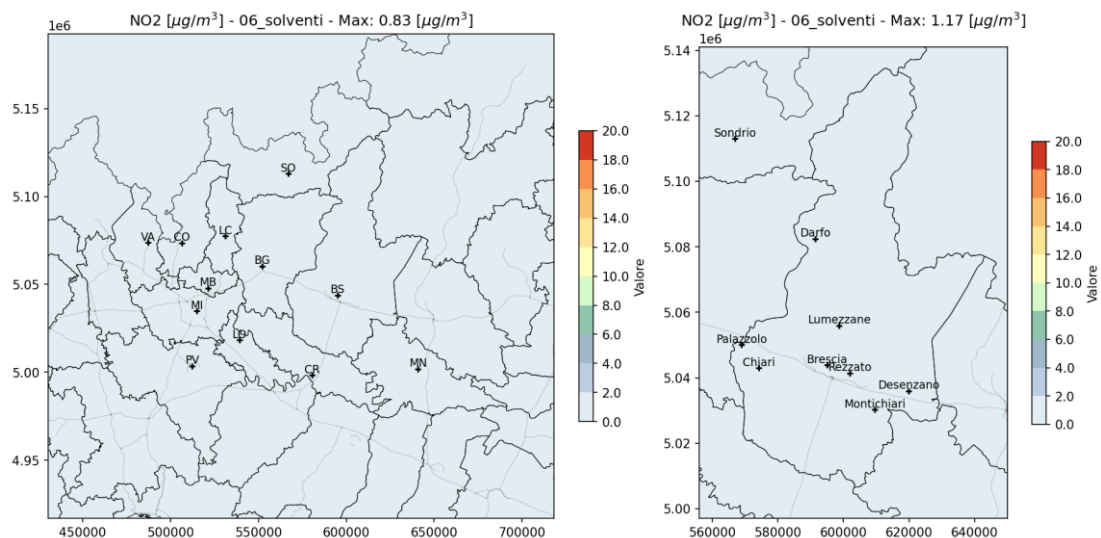 NO2 [μg/m³] - 06_solventi - Max: 0.83 [μg/m³]
1e6
5.15
5.10
5.05
5.00
4.95
450000 500000 550000 600000 650000 700000
SO
VA CO LC
BG
MB
BS
MI
LO
PV
CR
MN
20.0
18.0
16.0
14.0
12.0
10.0
8.0
6.0
4.0
2.0
0.0
Valore
NO2 [μg/m³] - 06_solventi - Max: 1.17 [μg/m³]
1e6
5.14
5.12
5.10
5.08
5.06
5.04
5.02
5.00
560000 580000 600000 620000 640000
Sondrio
Darfo
Lumezzane
Palazzolo
Chiari
Brescia
Rezzato
Desenzano
Montichiari
20.0
18.0
16.0
14.0
12.0
10.0
8.0
6.0
4.0
2.0
0.0
Valore